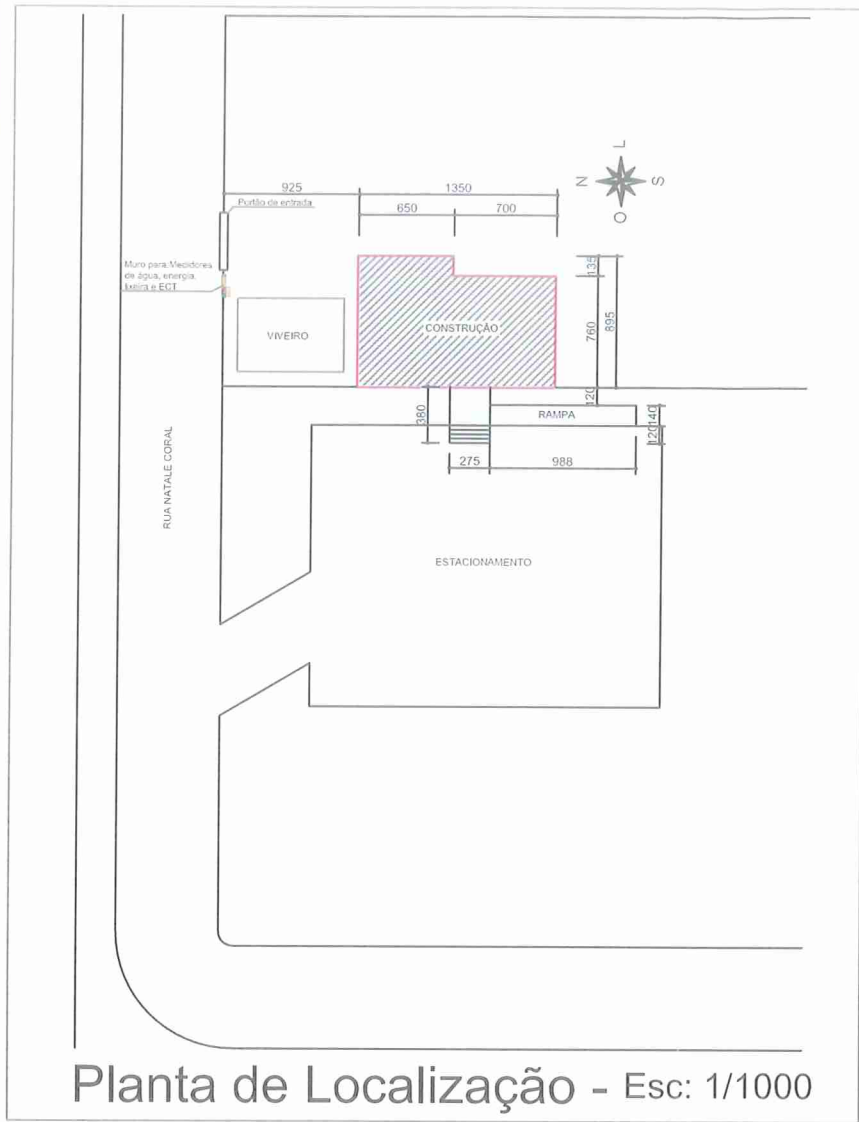 925
1350
650
700
Portão de entrada
N
L
S
O
Muro para Medidores
de água, energia,
lixeira e ECT
135
760
895
VIVEIRO
CONSTRUÇÃO
120
380
RAMPA
140
120
275
988
RUA NATALE CORAL
ESTACIONAMENTO
Planta de Localização - Esc: 1/1000